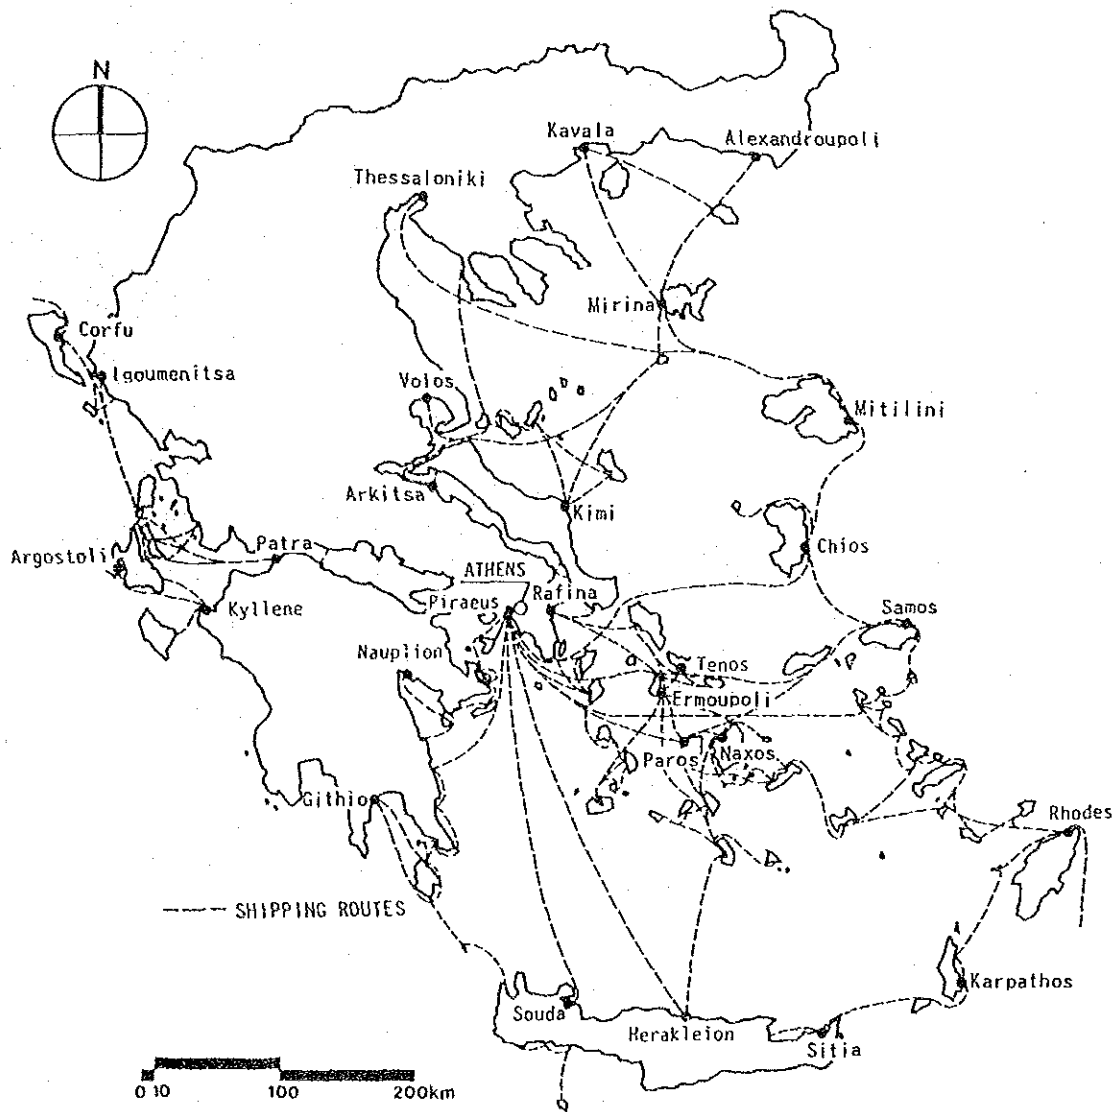 N
Kavala
Alexandroupoli
Thessaloniki
Mirina
Corfu
Igoumenitsa
Volos
Mitilini
Arkitsa
Kimi
Chios
Argostoli
Patra
ATHENS
Piraeus
Rafina
Kyllene
Samos
Nauplion
Tenos
Ermoupoli
Paros
Naxos
Githio
Rhodes
SHIPPING ROUTES
Karpathos
Souda
Herakleion
Sitia
0 10 100 200km